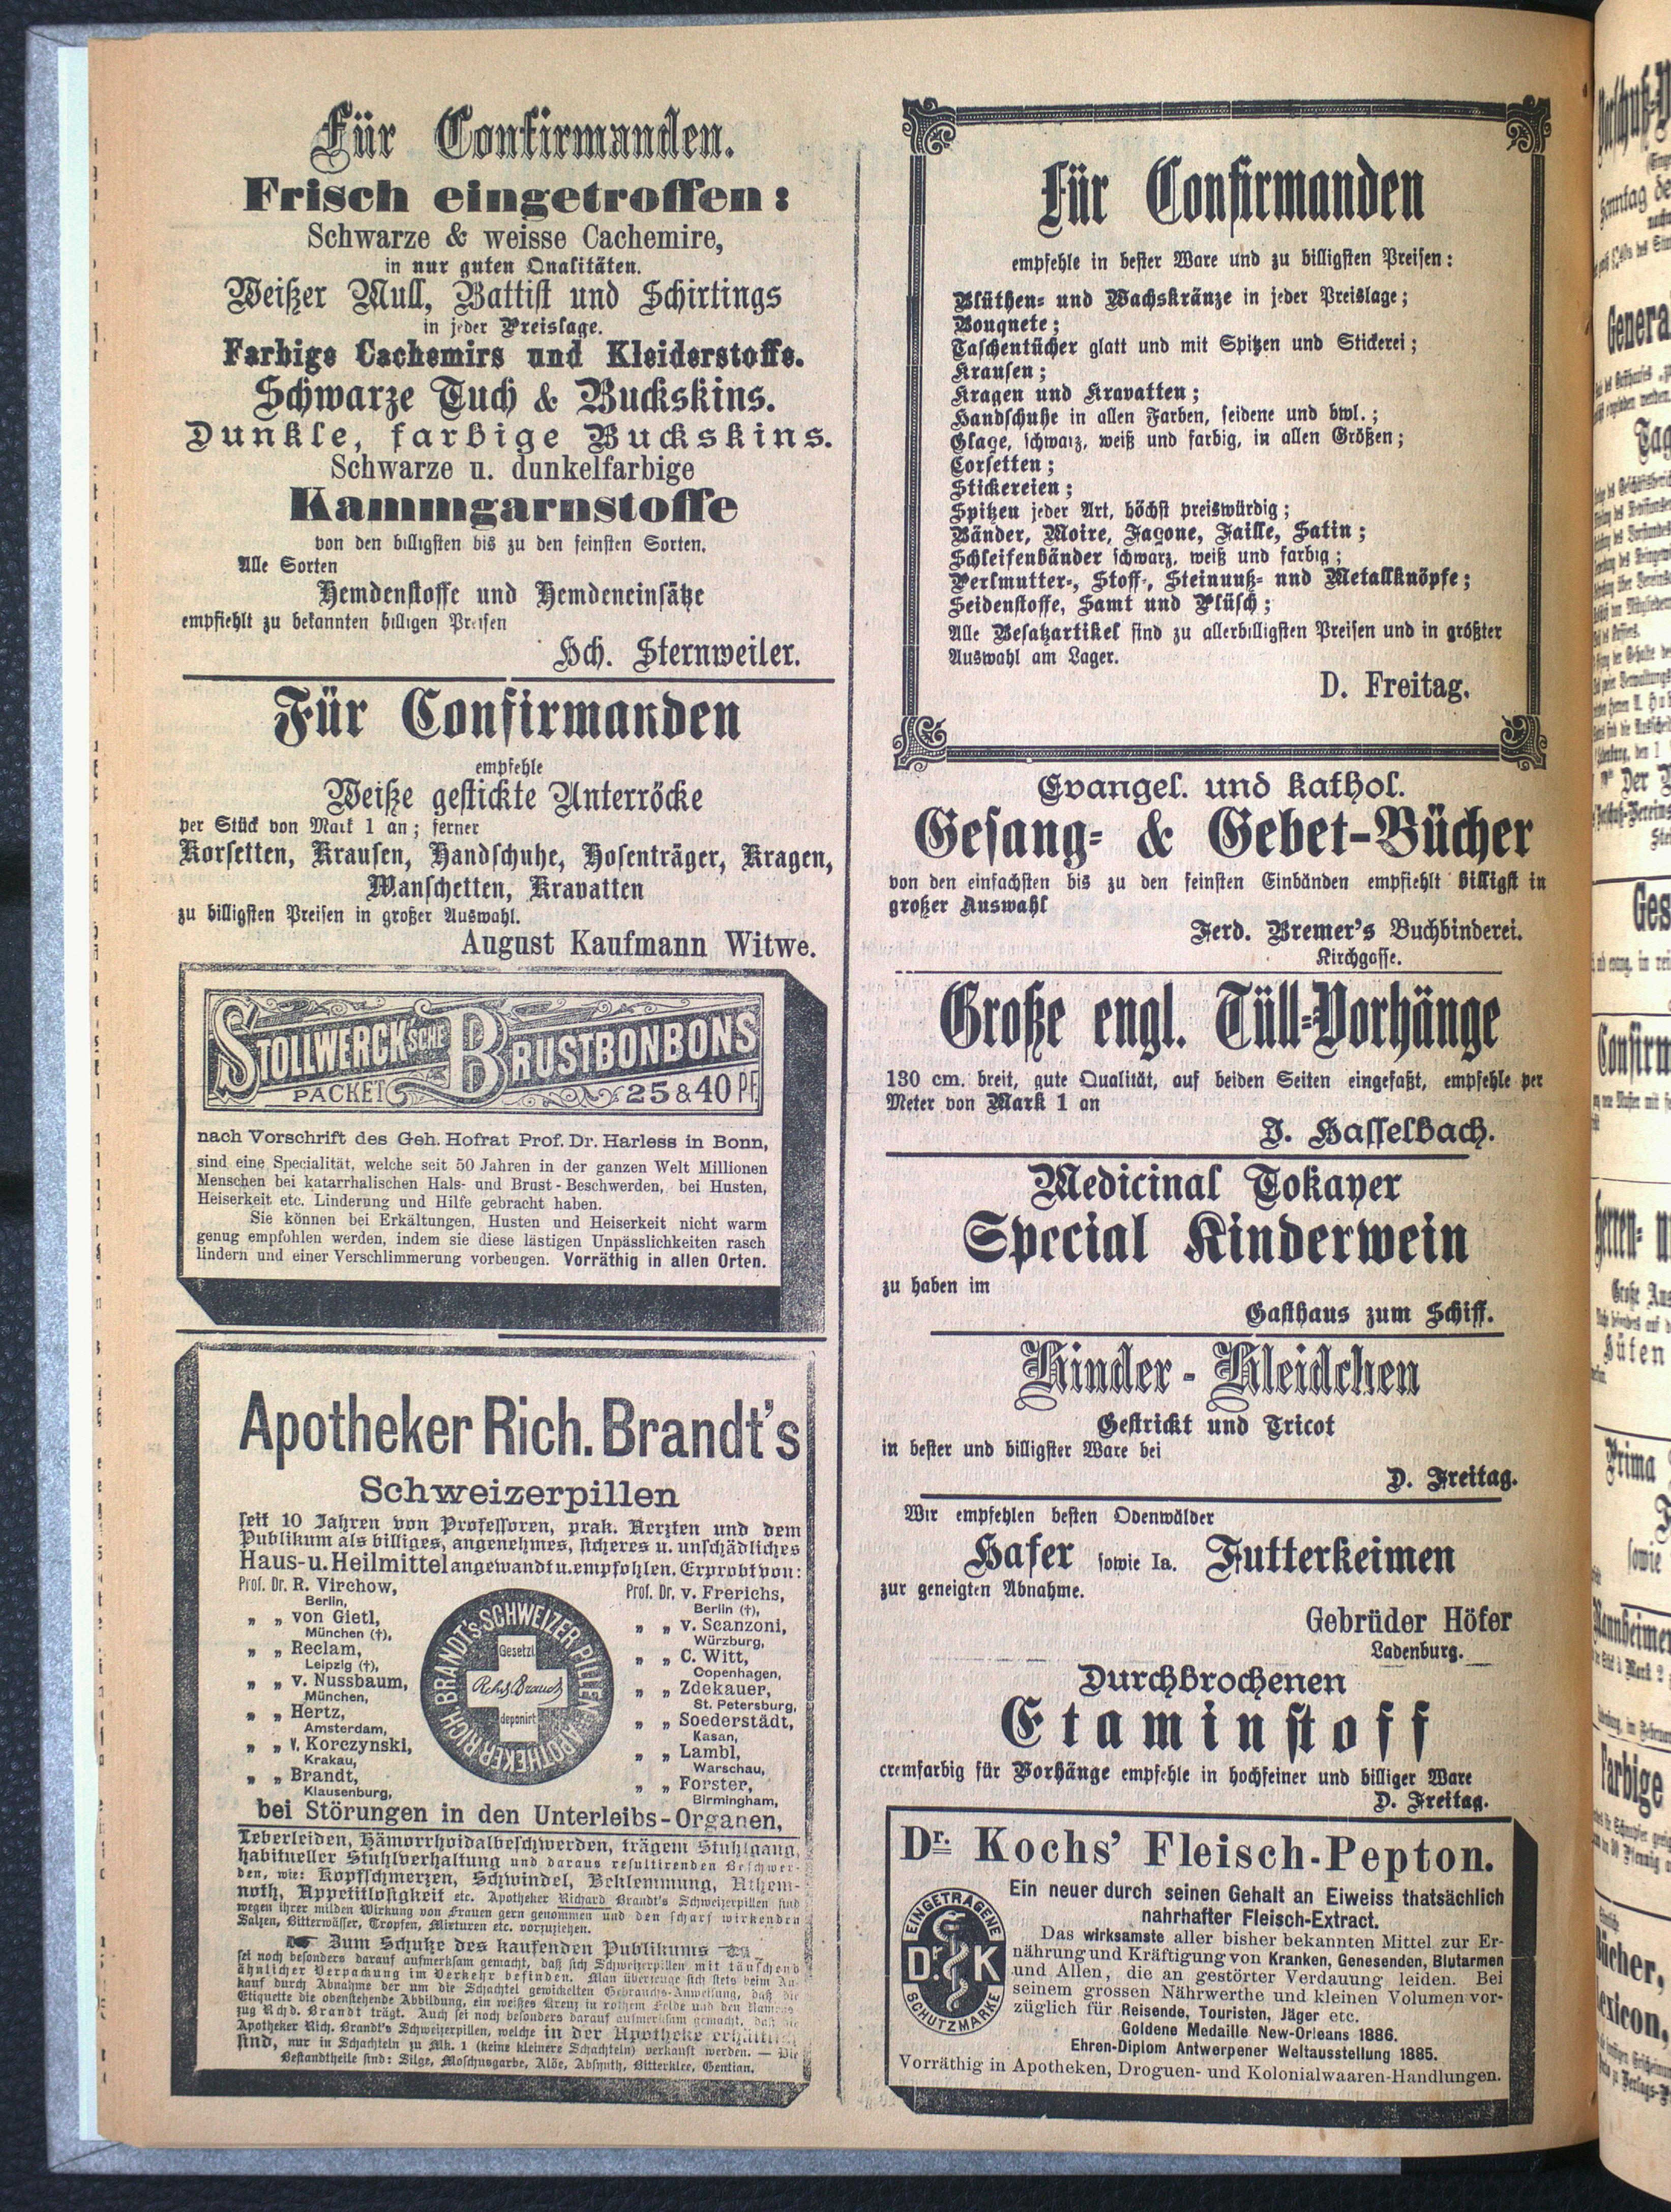 Für Confirmanden.
Frisch eingetroffen:
Schwarze & weisse Cachemire,
in nur guten Qualitäten.
Weißer Mull, Battist und Schirtings
in jeder Preislage.
Farbige Cachemirs und Kleiderstoffe.
Schwarze Tuch & Buckskins.
Dunkle, farbige Buckskins.
Schwarze u. dunkelfarbige
Kammgarnstoffe
von den billigsten bis zu den feinsten Sorten.
Alle Sorten
Hemdenstoffe und Hemdeneinsätze
empfiehlt zu bekannten billigen Preisen
Hch. Sternweiler.
Für Confirmanden
empfehle
Weiße gestickte Unterröcke
per Stück von Mark 1 an; ferner
Korsetten, Krausen, Handschuhe, Hosenträger, Kragen,
Manschetten, Kravatten
zu billigsten Preisen in großer Auswahl.
August Kaufmann Witwe.
STOLLWERCK'SCHE BRUSTBONBONS
PACKET 25 & 40 PF.
nach Vorschrift des Geh. Hofrat Prof. Dr. Harless in Bonn,
sind eine Specialität, welche seit 50 Jahren in der ganzen Welt Millionen
Menschen bei katarrhalischen Hals- und Brust-Beschwerden, bei Husten,
Heiserkeit etc. Linderung und Hilfe gebracht haben.
Sie können bei Erkältungen, Husten und Heiserkeit nicht warm
genug empfohlen werden, indem sie diese lästigen Unpässlichkeiten rasch
lindern und einer Verschlimmerung vorbeugen. Vorräthig in allen Orten.
Apotheker Rich. Brandt's
Schweizerpillen
seit 10 Jahren von Professoren, prak. Aerzten und dem
Publikum als billiges, angenehmes, sicheres u. unschädliches
Haus- u. Heilmittel angewandt u. empfohlen. Erprobt von:
Prof. Dr. R. Virchow,
Berlin,
„ „ von Gietl,
München (†),
„ „ Reclam,
Leipzig (†),
„ „ v. Nussbaum,
München,
„ „ Hertz,
Amsterdam,
„ „ v. Korczynski,
Krakau,
„ „ Brandt,
Klausenburg,
APOTHEKER RICH. BRANDT'S SCHWEIZER PILLEN
Gesetzl
Rchd Brandt
deponirt
Prof. Dr. v. Frerichs,
Berlin (†),
„ „ v. Scanzoni,
Würzburg,
„ „ C. Witt,
Copenhagen,
„ „ Zdekauer,
St. Petersburg,
„ „ Soederstädt,
Kasan,
„ „ Lambl,
Warschau,
„ „ Forster,
Birmingham,
bei Störungen in den Unterleibs-Organen,
Leberleiden, Hämorrhoidalbeschwerden, trägem Stuhlgang,
habitueller Stuhlverhaltung und daraus resultirenden Beschwer-
den, wie: Kopfschmerzen, Schwindel, Beklemmung, Athem-
noth, Appetitlosigkeit etc. Apotheker Richard Brandt's Schweizerpillen sind
wegen ihrer milden Wirkung von Frauen gern genommen und den scharf wirkenden
Salzen, Bitterwässer, Tropfen, Mixturen etc. vorzuziehen.
Zum Schutze des kaufenden Publikums
sei noch besonders darauf aufmerksam gemacht, daß sich Schweizerpillen mit täuschend
ähnlicher Verpackung im Verkehr befinden. Man überzeuge sich stets beim An-
kauf durch Abnahme der um die Schachtel gewickelten Gebrauchs-Anweisung, daß die
Etiquette die obenstehende Abbildung, ein weißes Kreuz in rothem Felde und den Namens-
zug Rchd. Brandt trägt. Auch sei noch besonders darauf aufmerksam gemacht, daß die
Apotheker Rich. Brandt's Schweizerpillen, welche in der Apotheke erhältlich
sind, nur in Schachteln zu Mk. 1 (keine kleinere Schachteln) verkauft werden. — Die
Bestandtheile sind: Silge, Moschusgarbe, Aloe, Absynth, Bitterklee, Gentian.
Für Confirmanden
empfehle in bester Ware und zu billigsten Preisen:
Blüthen- und Wachskränze in jeder Preislage;
Bouquete;
Taschentücher glatt und mit Spitzen und Stickerei;
Krausen;
Kragen und Kravatten;
Handschuhe in allen Farben, seidene und bwl.;
Glage, schwarz, weiß und farbig, in allen Größen;
Corsetten;
Stickereien;
Spitzen jeder Art, höchst preiswürdig;
Bänder, Moire, Façone, Faille, Satin;
Schleifenbänder schwarz, weiß und farbig;
Perlmutter-, Stoff-, Steinnuß- und Metallknöpfe;
Seidenstoffe, Samt und Plüsch;
Alle Besatzartikel sind zu allerbilligsten Preisen und in größter
Auswahl am Lager.
D. Freitag.
Evangel. und kathol.
Gesang- & Gebet-Bücher
von den einfachsten bis zu den feinsten Einbänden empfiehlt billigst in
großer Auswahl
Ferd. Bremer's Buchbinderei.
Kirchgasse.
Große engl. Tüll-Vorhänge
130 cm. breit, gute Qualität, auf beiden Seiten eingefaßt, empfehle per
Meter von Mark 1 an
J. Hasselbach.
Medicinal Tokayer
Special Kinderwein
zu haben im
Gasthaus zum Schiff.
Kinder-Kleidchen
Gestrickt und Tricot
in bester und billigster Ware bei
D. Freitag.
Wir empfehlen besten Odenwälder
Hafer sowie Ia. Futterkeimen
zur geneigten Abnahme.
Gebrüder Höfer
Ladenburg.
Durchbrochenen
Etaminstoff
cremfarbig für Vorhänge empfehle in hochfeiner und billiger Ware
D. Freitag.
Dr. Kochs' Fleisch-Pepton.
EINGETRAGENE
Dr. K
SCHUTZMARKE
Ein neuer durch seinen Gehalt an Eiweiss thatsächlich
nahrhafter Fleisch-Extract.
Das wirksamste aller bisher bekannten Mittel zur Er-
nährung und Kräftigung von Kranken, Genesenden, Blutarmen
und Allen, die an gestörter Verdauung leiden. Bei
seinem grossen Nährwerthe und kleinen Volumen vor-
züglich für Reisende, Touristen, Jäger etc.
Goldene Medaille New-Orleans 1886.
Ehren-Diplom Antwerpener Weltausstellung 1885.
Vorräthig in Apotheken, Droguen- und Kolonialwaaren-Handlungen.